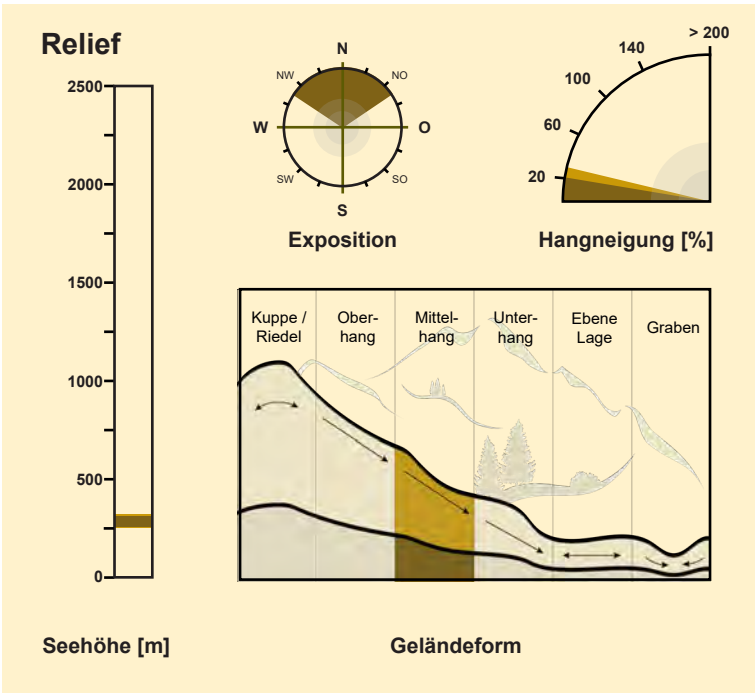 Relief
2500
2000
1500
1000
500
0
Seehöhe [m]
N
NW
NO
W
O
SW
SO
S
Exposition
> 200
140
100
60
20
Hangneigung [%]
Kuppe /
Riedel
Ober-
hang
Mittel-
hang
Unter-
hang
Ebene
Lage
Graben
Geländeform